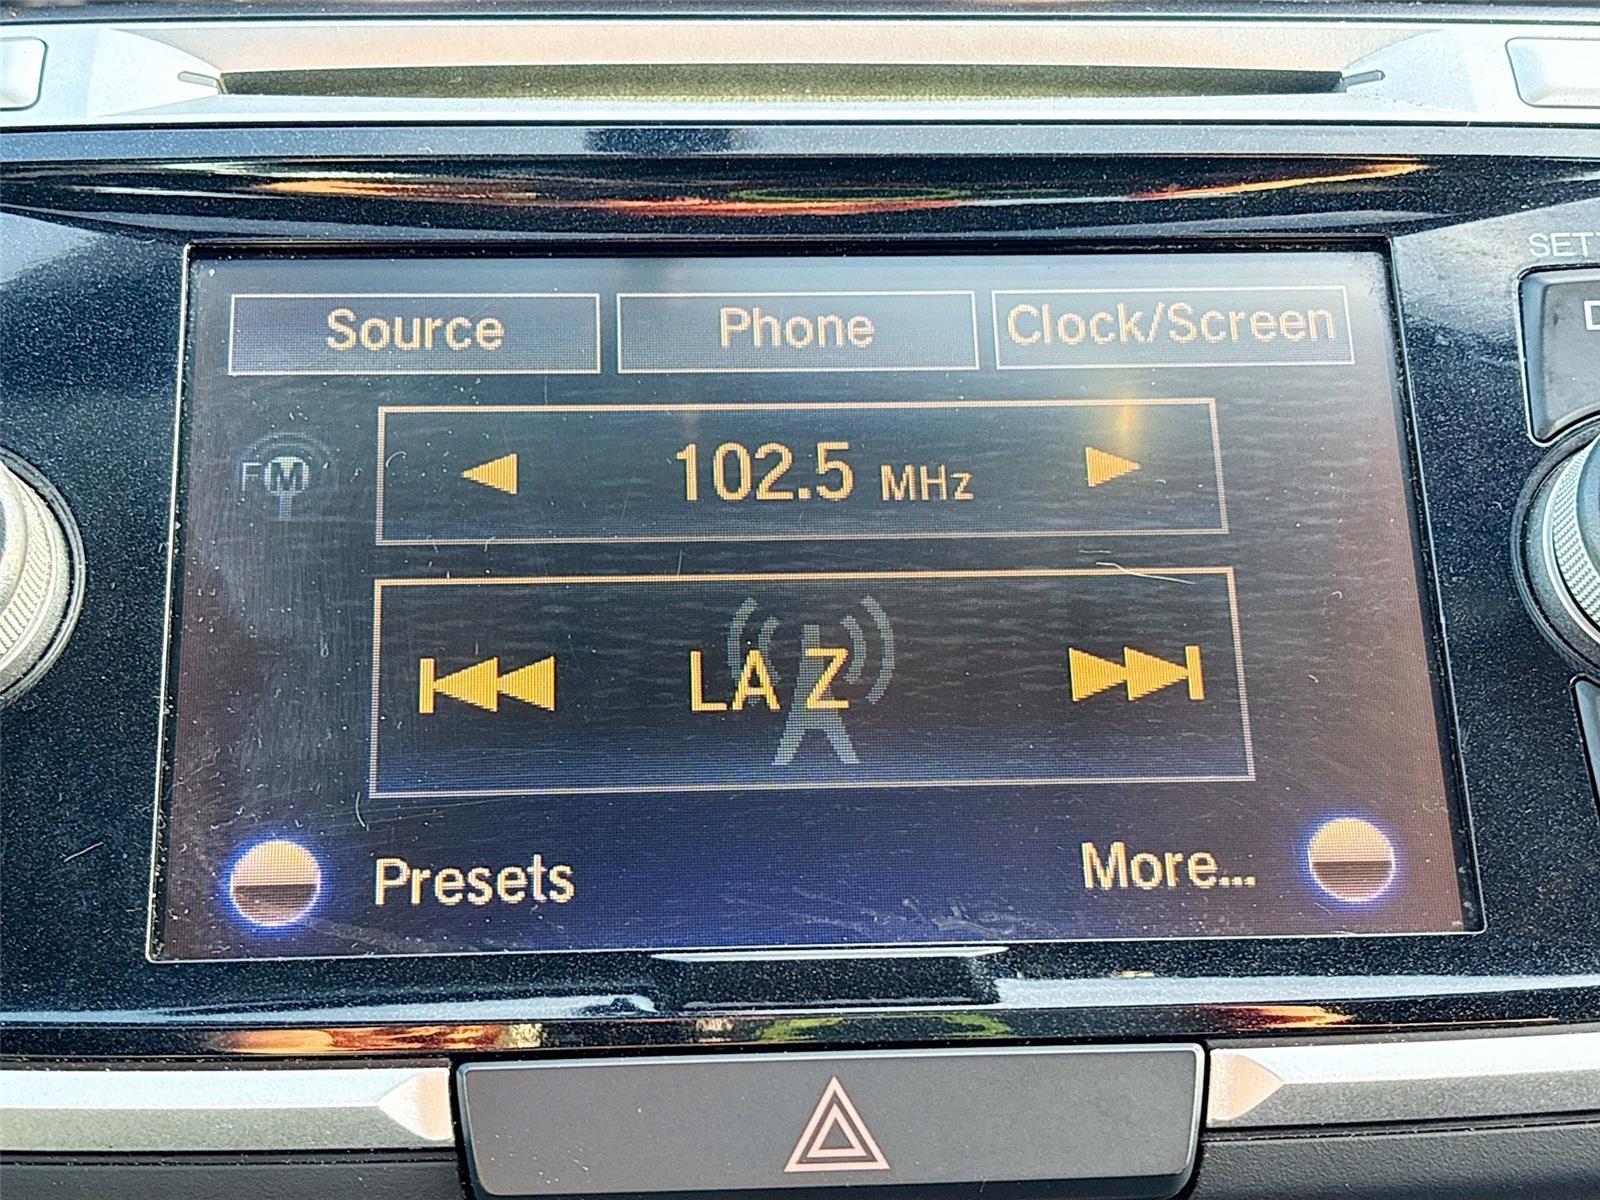 Source Phone Clock/Screen
FM
102.5 MHz
LA Z
Presets More...